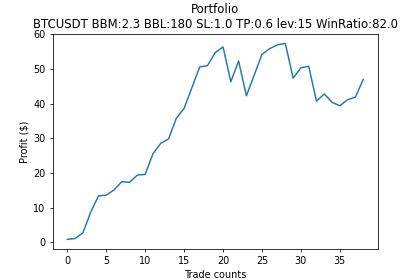 Portfolio
BTCUSDT BBM:2.3 BBL:180 SL:1.0 TP:0.6 lev:15 WinRatio:82.0
60
50
40
30
20
10
0
Profit ($)
0 5 10 15 20 25 30 35
Trade counts